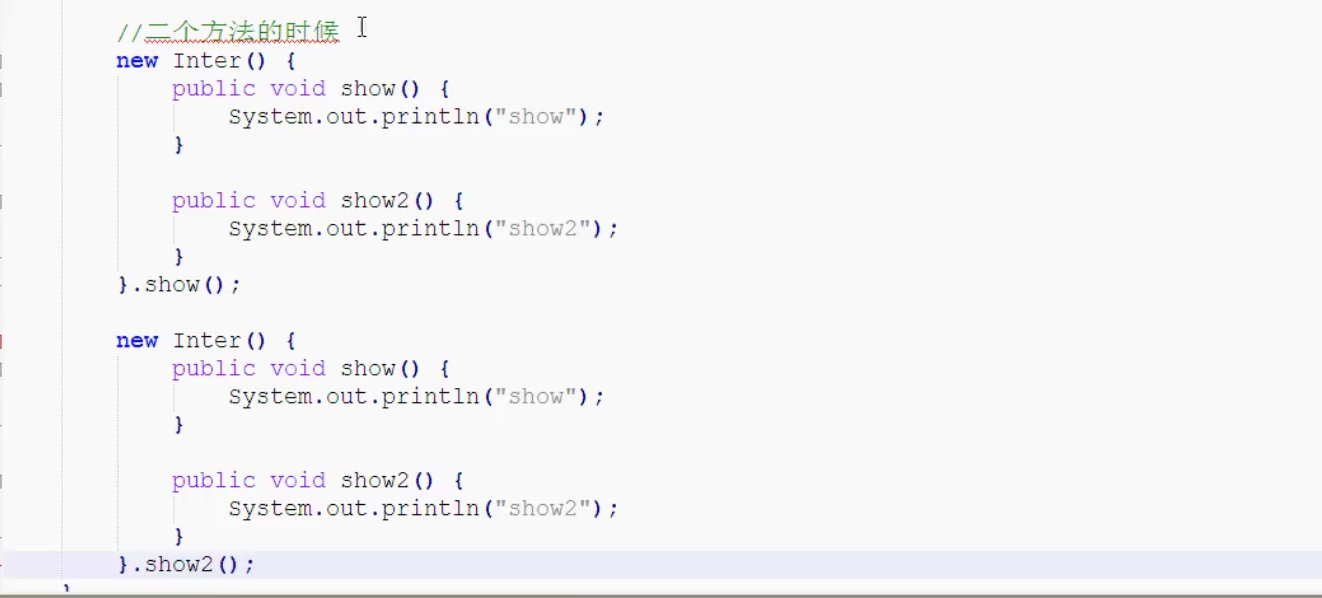 //二个方法的时候
new Inter() {
public void show() {
System.out.println("show");
}
public void show2() {
System.out.println("show2");
}
}.show();
new Inter() {
public void show() {
System.out.println("show");
}
public void show2() {
System.out.println("show2");
}
}.show2();